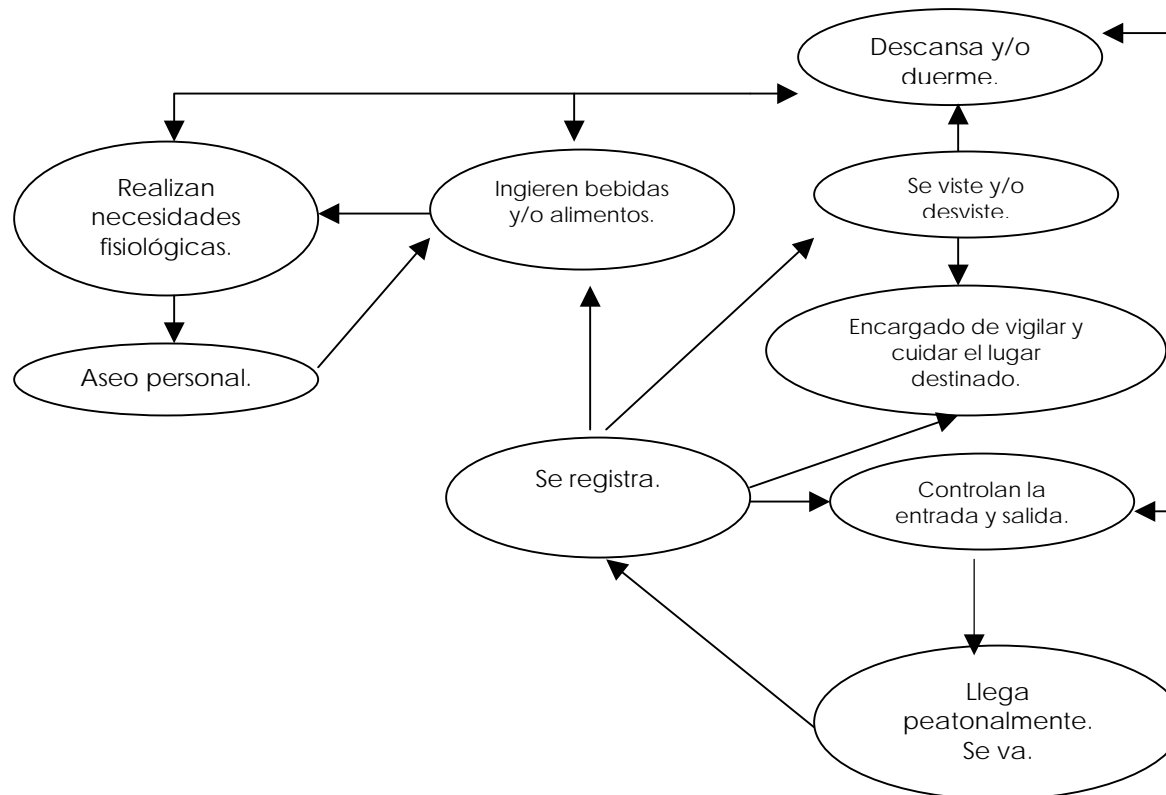 Descansa y/o
duerme.
Realizan
necesidades
fisiológicas.
Ingieren bebidas
y/o alimentos.
Se viste y/o
desviste.
Encargado de vigilar y
cuidar el lugar
destinado.
Aseo personal.
Se registra.
Controlan la
entrada y salida.
Llega
peatonalmente.
Se va.